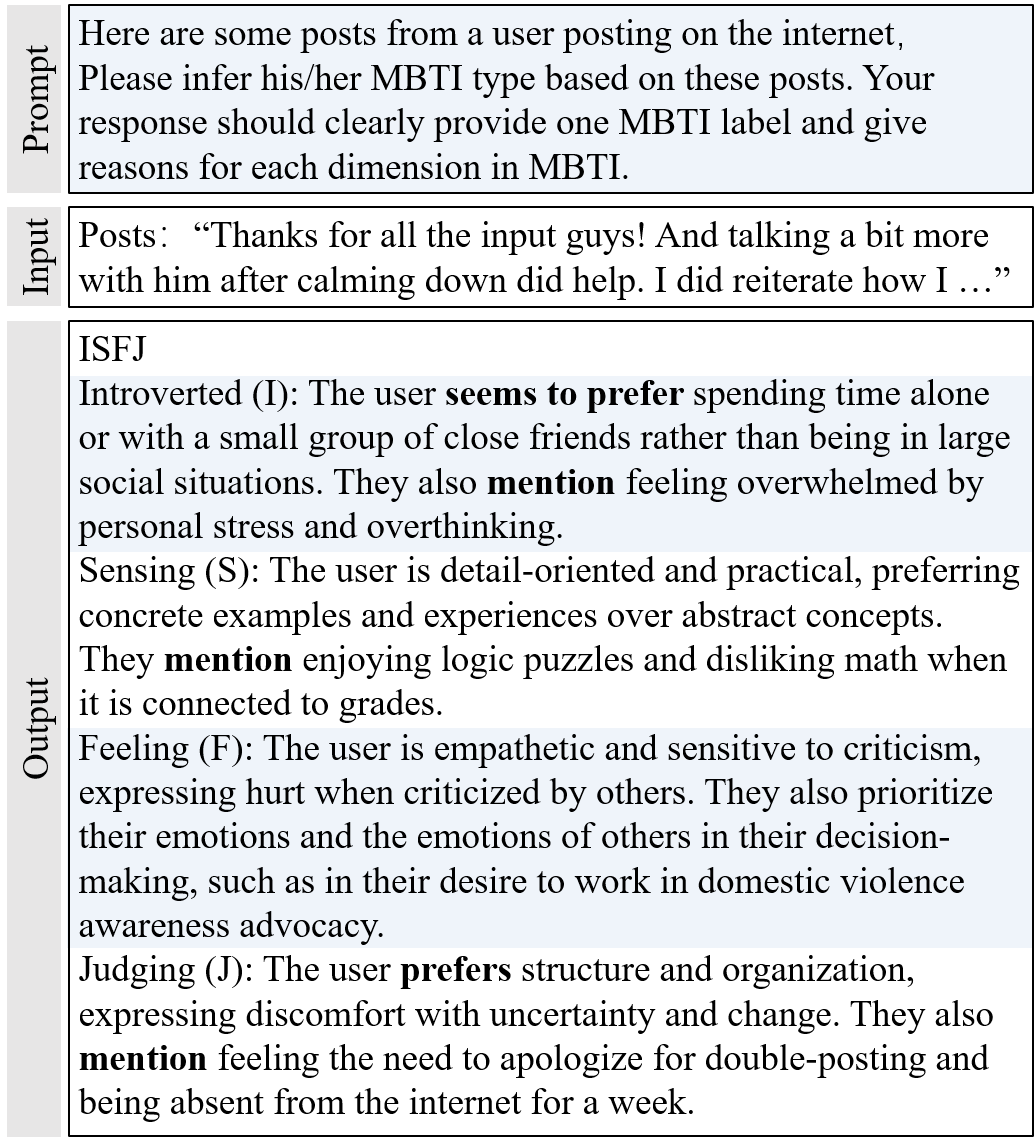 Prompt
Here are some posts from a user posting on the internet,
Please infer his/her MBTI type based on these posts. Your
response should clearly provide one MBTI label and give
reasons for each dimension in MBTI.
Input
Posts： “Thanks for all the input guys! And talking a bit more
with him after calming down did help. I did reiterate how I …”
Output
ISFJ
Introverted (I): The user seems to prefer spending time alone
or with a small group of close friends rather than being in large
social situations. They also mention feeling overwhelmed by
personal stress and overthinking.
Sensing (S): The user is detail-oriented and practical, preferring
concrete examples and experiences over abstract concepts.
They mention enjoying logic puzzles and disliking math when
it is connected to grades.
Feeling (F): The user is empathetic and sensitive to criticism,
expressing hurt when criticized by others. They also prioritize
their emotions and the emotions of others in their decision-
making, such as in their desire to work in domestic violence
awareness advocacy.
Judging (J): The user prefers structure and organization,
expressing discomfort with uncertainty and change. They also
mention feeling the need to apologize for double-posting and
being absent from the internet for a week.